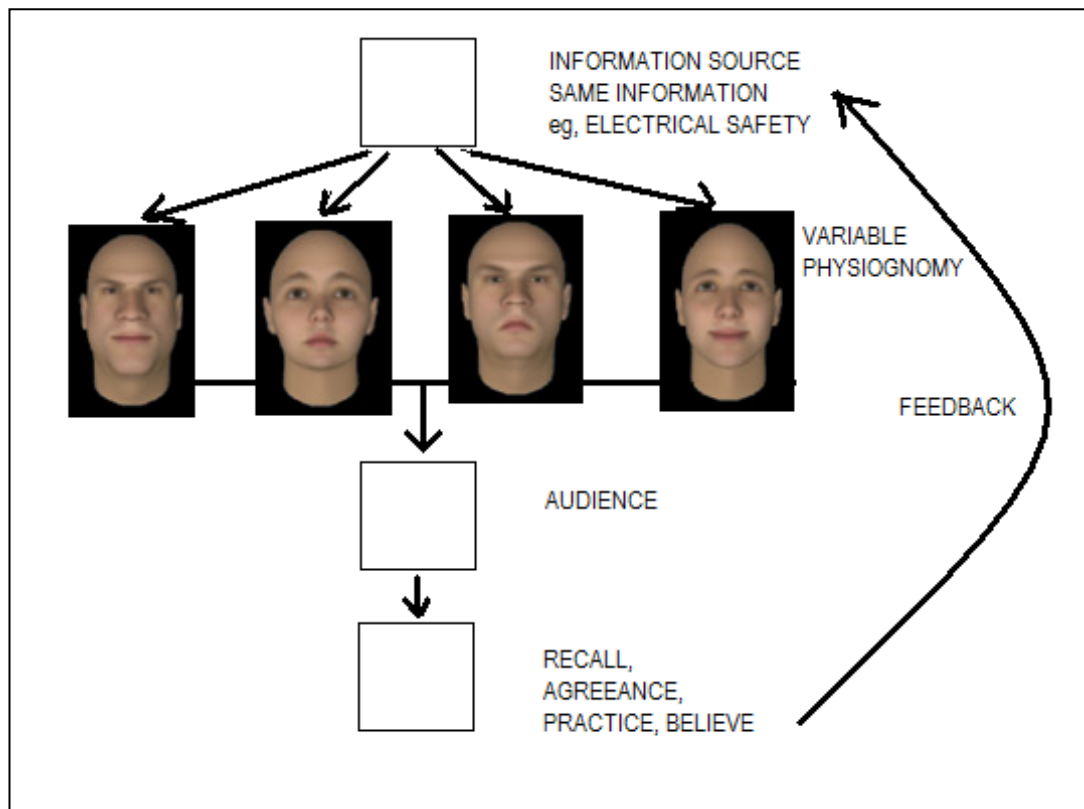 INFORMATION SOURCE
SAME INFORMATION
eg, ELECTRICAL SAFETY
VARIABLE
PHYSIOGNOMY
FEEDBACK
AUDIENCE
RECALL,
AGREEANCE,
PRACTICE, BELIEVE